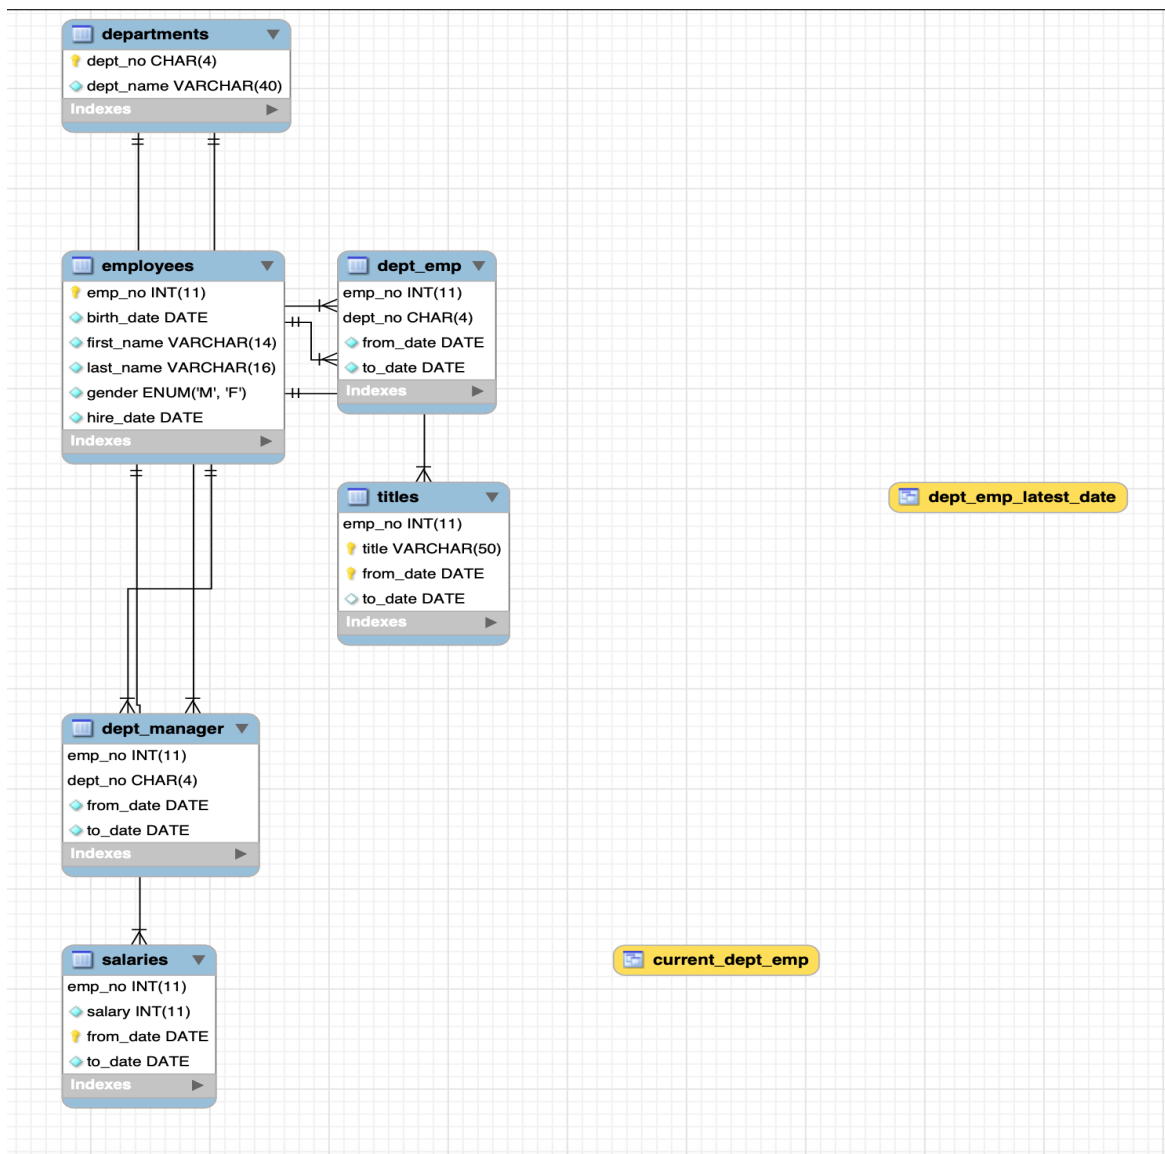 departments
dept_no CHAR(4)
dept_name VARCHAR(40)
Indexes
employees
emp_no INT(11)
birth_date DATE
first_name VARCHAR(14)
last_name VARCHAR(16)
gender ENUM('M', 'F')
hire_date DATE
Indexes
dept_emp
emp_no INT(11)
dept_no CHAR(4)
from_date DATE
to_date DATE
Indexes
titles
emp_no INT(11)
title VARCHAR(50)
from_date DATE
to_date DATE
Indexes
dept_emp_latest_date
dept_manager
emp_no INT(11)
dept_no CHAR(4)
from_date DATE
to_date DATE
Indexes
salaries
emp_no INT(11)
salary INT(11)
from_date DATE
to_date DATE
Indexes
current_dept_emp